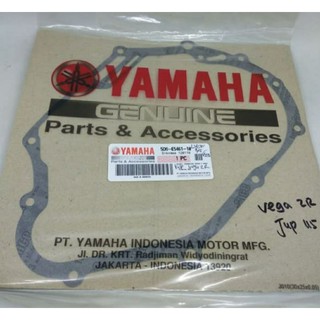 YAMAHA
GENUINE
Parts & Accessories
YAMAHA
1 PC
Vega ZR
Jup 115
PT. YAMAHA INDONESIA MOTOR MFG.
JL. DR. KRT. Radjiman Widyodiningrat
JAKARTA - INDONESIA 13920